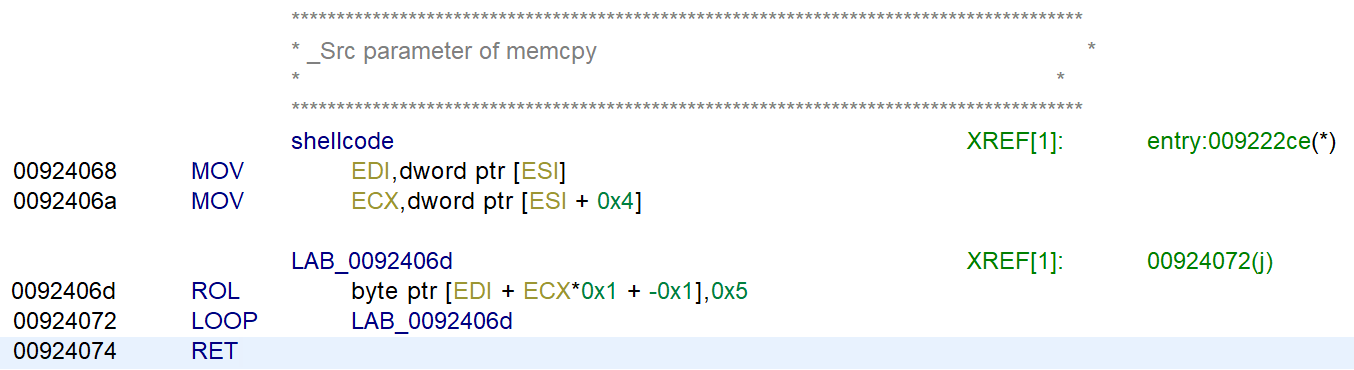 ****************************************************************************************
* _Src parameter of memcpy *
* *
****************************************************************************************
shellcode XREF[1]: entry:009222ce(*)
00924068 MOV EDI,dword ptr [ESI]
0092406a MOV ECX,dword ptr [ESI + 0x4]
LAB_0092406d XREF[1]: 00924072(j)
0092406d ROL byte ptr [EDI + ECX*0x1 + -0x1],0x5
00924072 LOOP LAB_0092406d
00924074 RET